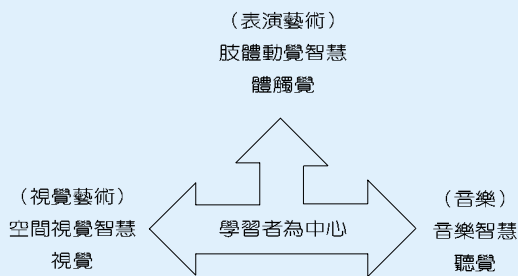 （表演藝術）
肢體動覺智慧
體觸覺
（視覺藝術）
空間視覺智慧
視覺
學習者為中心
（音樂）
音樂智慧
聽覺